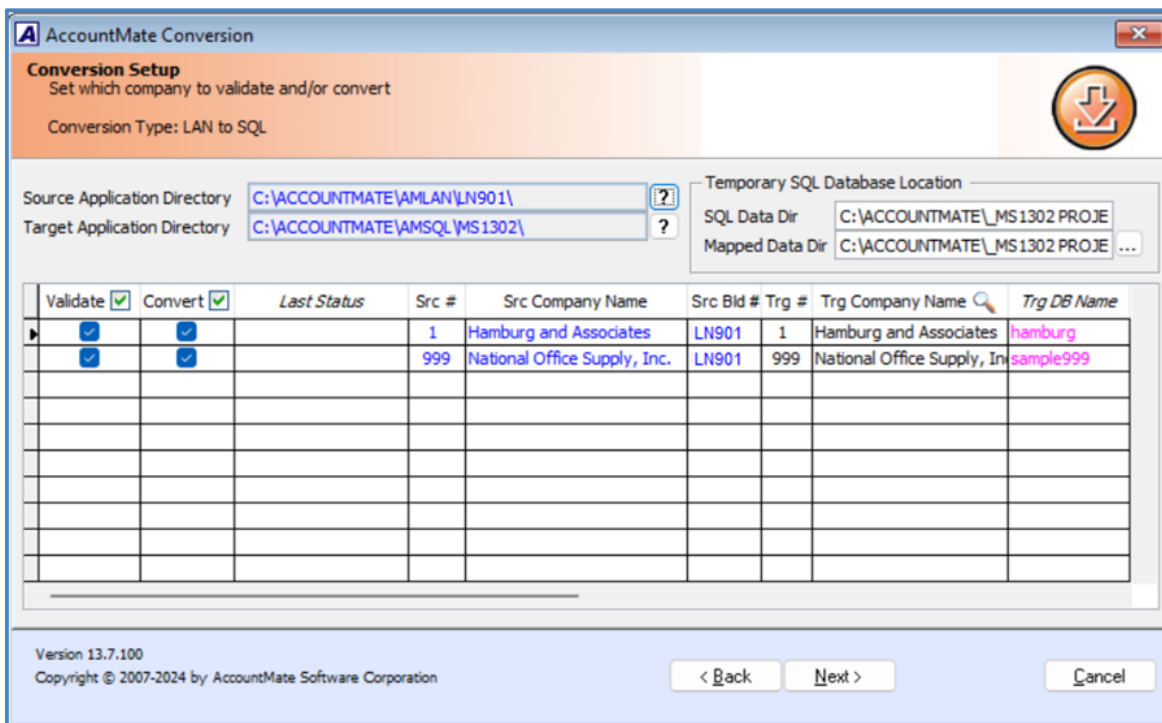 A AccountMate Conversion
Conversion Setup
Set which company to validate and/or convert
Conversion Type: LAN to SQL
Source Application Directory C:\ACCOUNTMATE\AMLAN\LN901\ ?
Target Application Directory C:\ACCOUNTMATE\AMSQL\MS1302\ ?
Temporary SQL Database Location
SQL Data Dir C:\ACCOUNTMATE\_MS1302 PROJE
Mapped Data Dir C:\ACCOUNTMATE\_MS1302 PROJE ...
Validate Convert Last Status Src # Src Company Name Src Bld # Trg # Trg Company Name Trg DB Name
1 Hamburg and Associates LN901 1 Hamburg and Associates hamburg
999 National Office Supply, Inc. LN901 999 National Office Supply, In sample999
Version 13.7.100
Copyright © 2007-2024 by AccountMate Software Corporation
< Back Next > Cancel